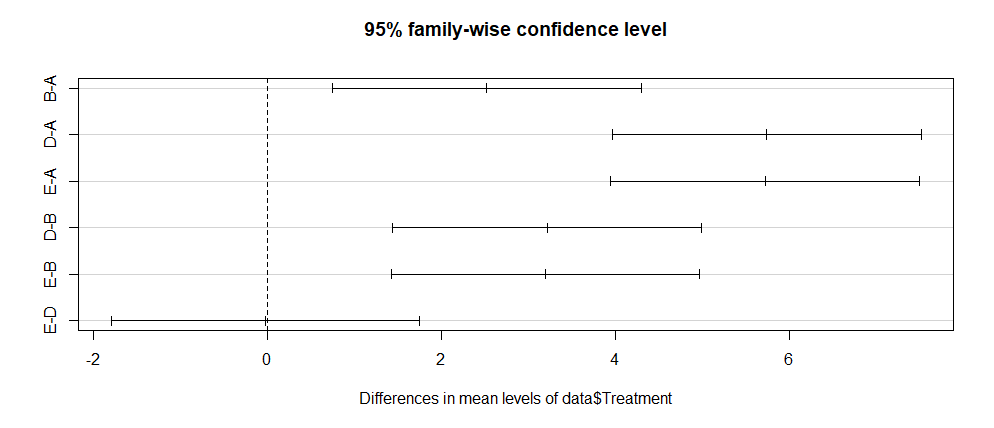 95% family-wise confidence level
B-A
D-A
E-A
D-B
E-B
E-D
-2 0 2 4 6
Differences in mean levels of data$Treatment